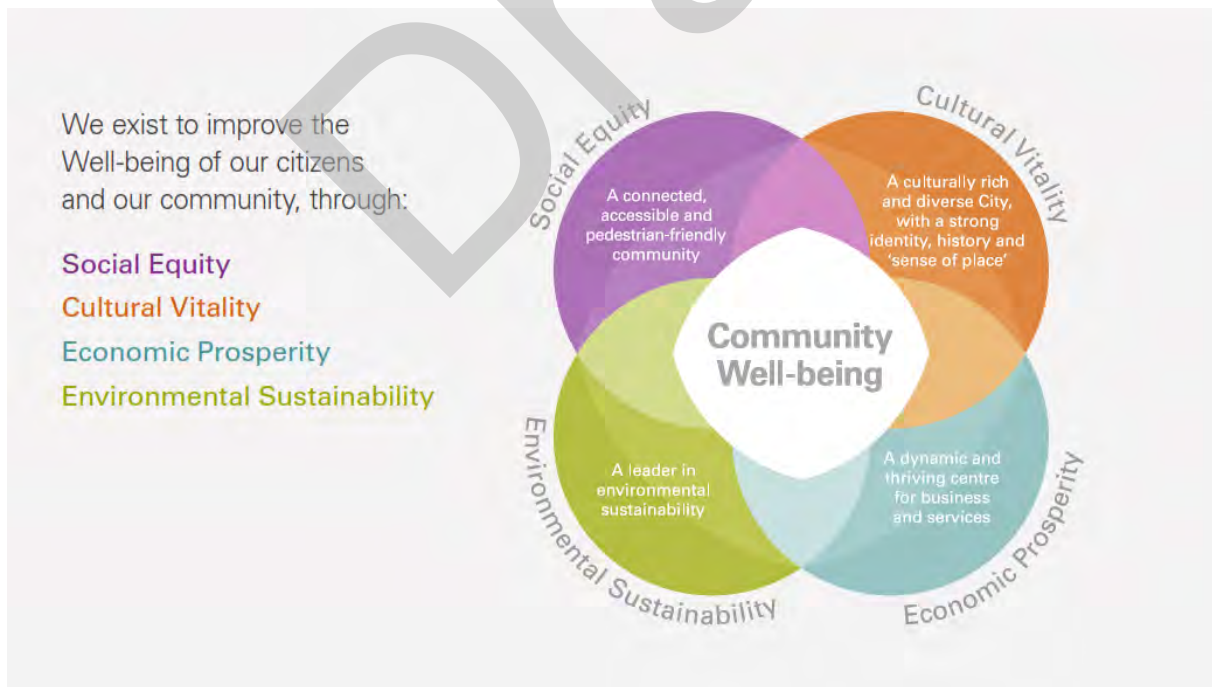 We exist to improve the
Well-being of our citizens
and our community, through:
Social Equity
Cultural Vitality
Economic Prosperity
Environmental Sustainability
Social Equity
A connected,
accessible and
pedestrian-friendly
community
Cultural Vitality
A culturally rich
and diverse City,
with a strong
identity, history and
‘sense of place’
Community
Well-being
Environmental Sustainability
A leader in
environmental
sustainability
Economic Prosperity
A dynamic and
thriving centre
for business
and services